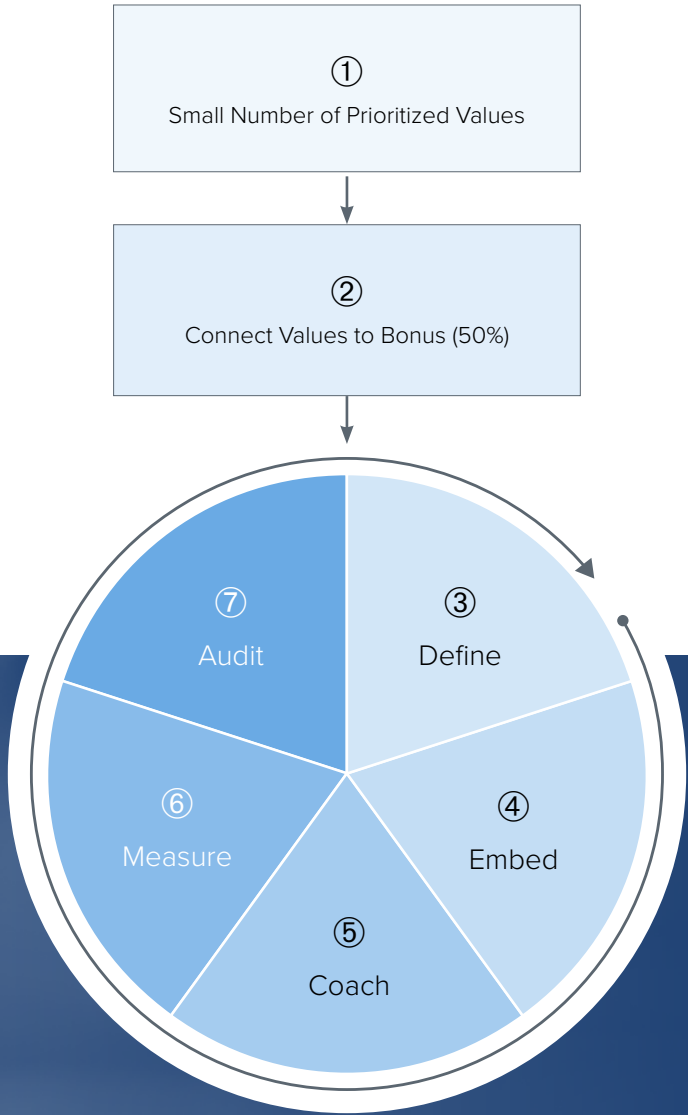 ①
Small Number of Prioritized Values
②
Connect Values to Bonus (50%)
③
Define
④
Embed
⑤
Coach
⑥
Measure
⑦
Audit